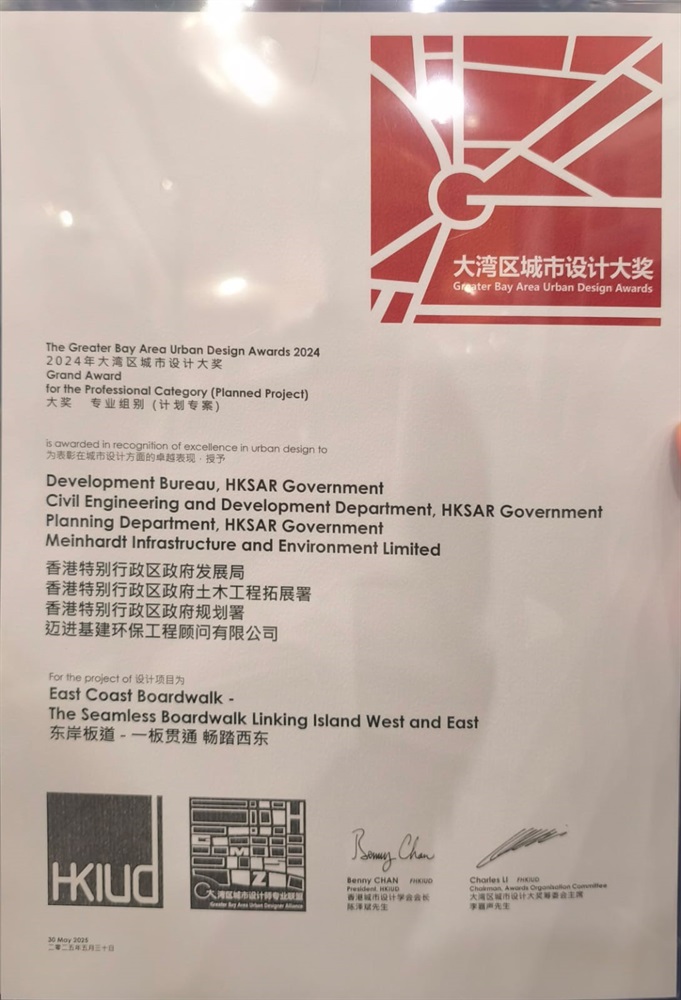 大湾区城市设计大奖
Greater Bay Area Urban Design Awards
The Greater Bay Area Urban Design Awards 2024
2024年大湾区城市设计大奖
Grand Award
for the Professional Category (Planned Project)
大奖 专业组别 (计划专案)
is awarded in recognition of excellence in urban design to
为表彰在城市设计方面的卓越表现，授予
Development Bureau, HKSAR Government
Civil Engineering and Development Department, HKSAR Government
Planning Department, HKSAR Government
Meinhardt Infrastructure and Environment Limited
香港特别行政区政府发展局
香港特别行政区政府土木工程拓展署
香港特别行政区政府规划署
迈进基建环保工程顾问有限公司
For the project of 设计项目为
East Coast Boardwalk -
The Seamless Boardwalk Linking Island West and East
东岸板道 - 一板贯通 畅踏西东
HKIUd
大湾区城市设计师专业联盟
Greater Bay Area Urban Designer Alliance
Benny Chan
Benny CHAN FHKIUD
President, HKIUD
香港城市设计学会会长
陈泽斌先生
Charles LI FHKIUD
Chairman, Awards Organisation Committee
大湾区城市设计大奖筹委会主席
李嚣声先生
30 May 2025
二零二五年五月三十日